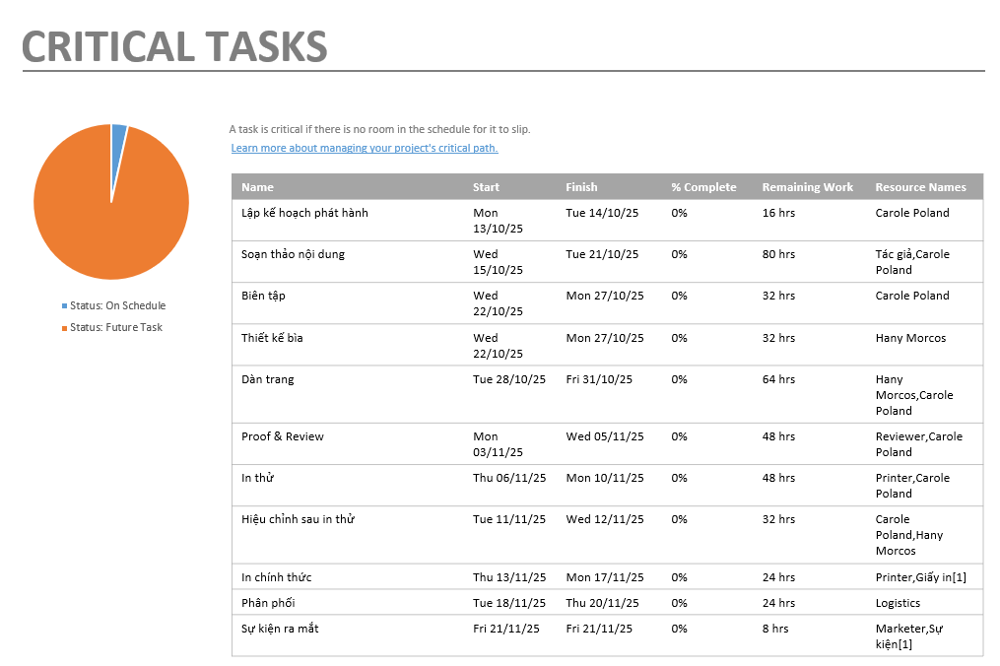 CRITICAL TASKS
A task is critical if there is no room in the schedule for it to slip.
Learn more about managing your project's critical path.
Status: On Schedule
Status: Future Task
Name Start Finish % Complete Remaining Work Resource Names
Lập kế hoạch phát hành Mon Tue 14/10/25 0% 16 hrs Carole Poland
13/10/25
Soạn thảo nội dung Wed Tue 21/10/25 0% 80 hrs Tác giả,Carole
15/10/25 Poland
Biên tập Wed Mon 27/10/25 0% 32 hrs Carole Poland
22/10/25
Thiết kế bìa Wed Mon 27/10/25 0% 32 hrs Hany Morcos
22/10/25
Dàn trang Tue 28/10/25 Fri 31/10/25 0% 64 hrs Hany
Morcos,Carole
Poland
Proof & Review Mon Wed 05/11/25 0% 48 hrs Reviewer,Carole
03/11/25 Poland
In thử Thu 06/11/25 Mon 10/11/25 0% 48 hrs Printer,Carole
Poland
Hiệu chỉnh sau in thử Tue 11/11/25 Wed 12/11/25 0% 32 hrs Carole
Poland,Hany
Morcos
In chính thức Thu 13/11/25 Mon 17/11/25 0% 24 hrs Printer,Giấy in[1]
Phân phối Tue 18/11/25 Thu 20/11/25 0% 24 hrs Logistics
Sự kiện ra mắt Fri 21/11/25 Fri 21/11/25 0% 8 hrs Marketer,Sự
kiện[1]